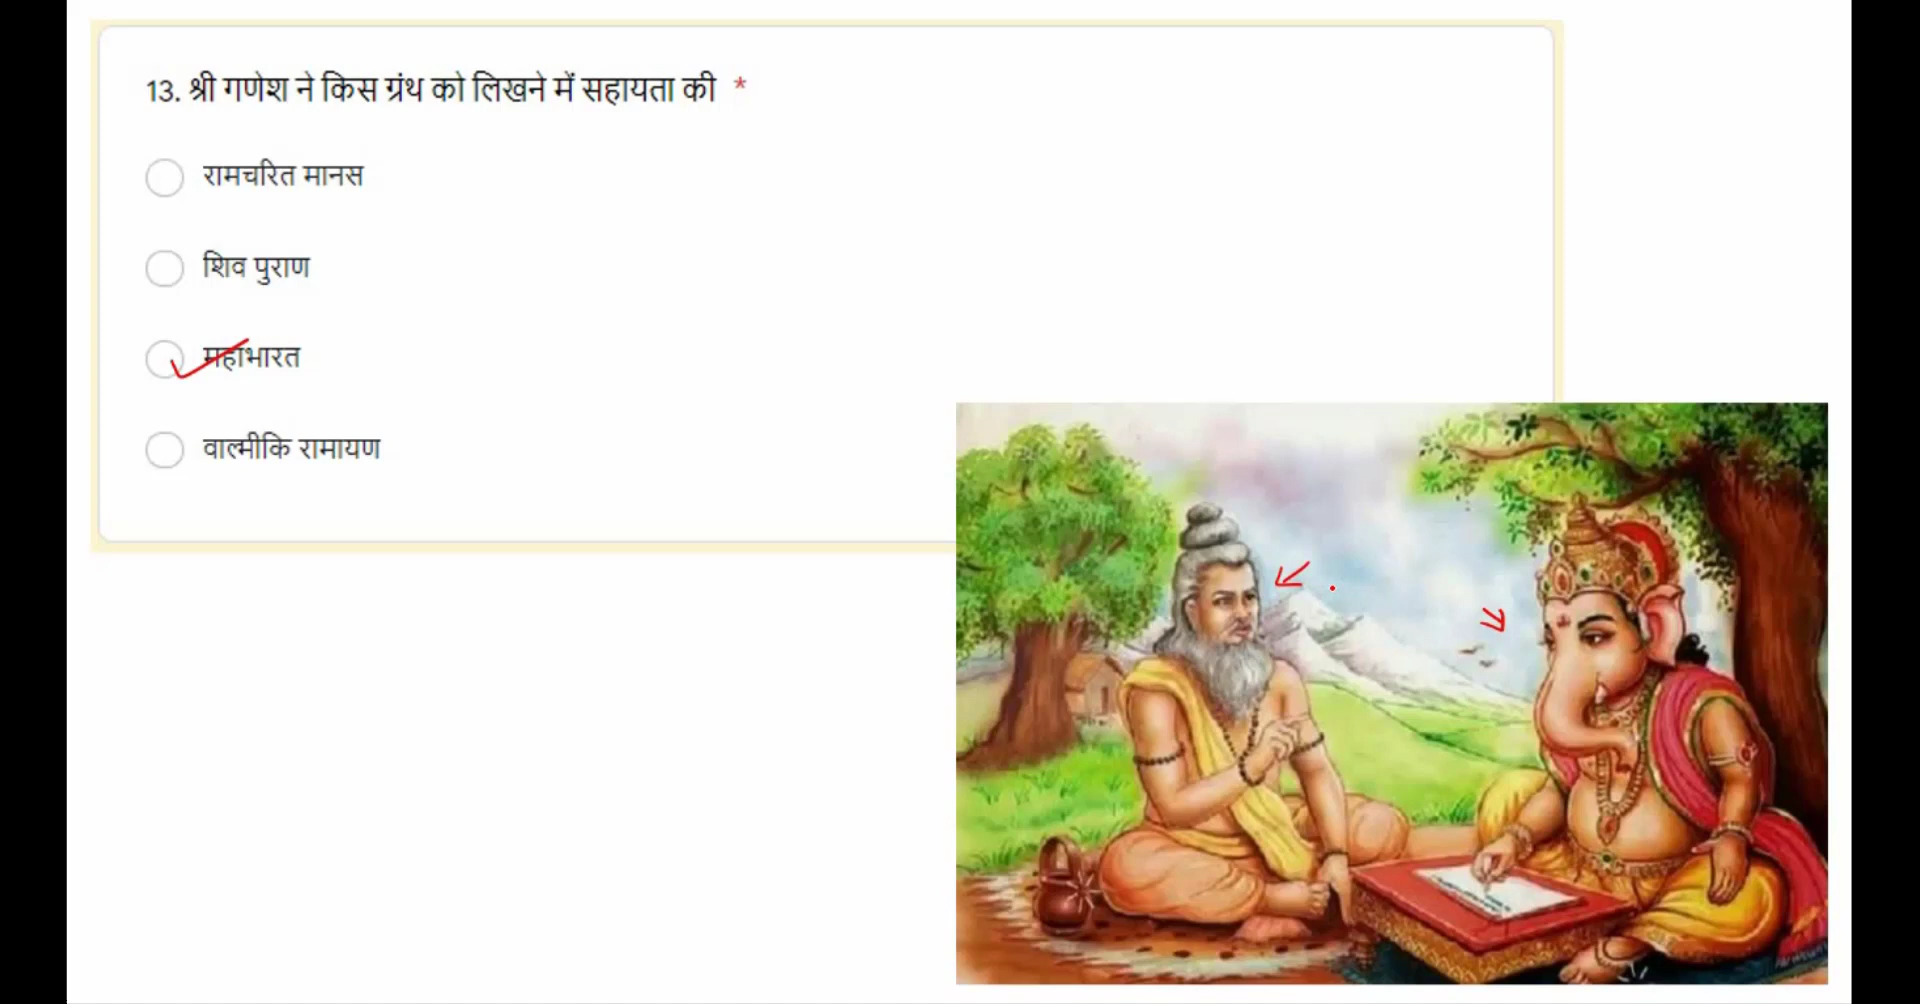 13. श्री गणेश ने किस ग्रंथ को लिखने में सहायता की *
रामचरित मानस
शिव पुराण
महाभारत
वाल्मीकि रामायण